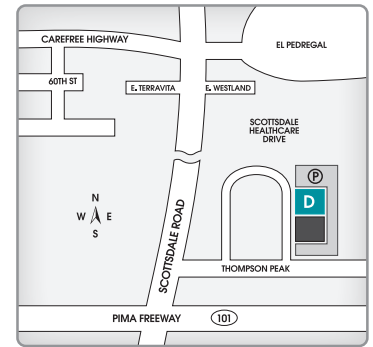 CAREFREE HIGHWAY
EL PEDREGAL
60TH ST
E. TERRAVITA
E. WESTLAND
SCOTTSDALE
HEALTHCARE
DRIVE
P
D
N
W E
S
SCOTTSDALE ROAD
THOMPSON PEAK
PIMA FREEWAY
101